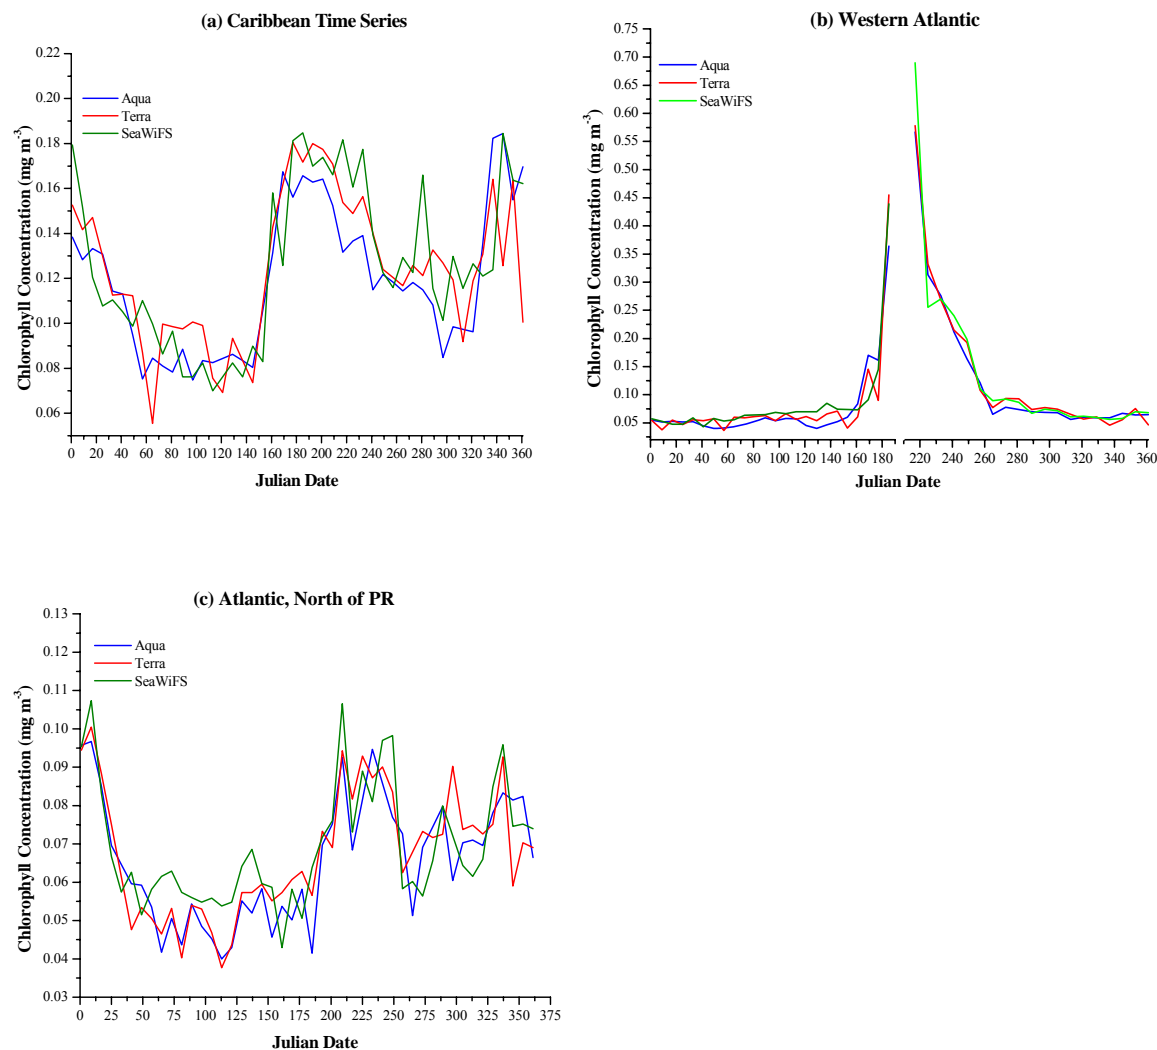 (a) Caribbean Time Series
Chlorophyll Concentration (mg m-3)
0.22
0.20
0.18
0.16
0.14
0.12
0.10
0.08
0.06
Aqua
Terra
SeaWiFS
0 20 40 60 80 100 120 140 160 180 200 220 240 260 280 300 320 340 360
Julian Date
(b) Western Atlantic
Chlorophyll Concentration (mg m-3)
0.75
0.70
0.65
0.60
0.55
0.50
0.45
0.40
0.35
0.30
0.25
0.20
0.15
0.10
0.05
Aqua
Terra
SeaWiFS
0 20 40 60 80 100 120 140 160 180 220 240 260 280 300 320 340 360
Julian Date
(c) Atlantic, North of PR
Chlorophyll Concentration (mg m-3)
0.13
0.12
0.11
0.10
0.09
0.08
0.07
0.06
0.05
0.04
0.03
Aqua
Terra
SeaWiFS
0 25 50 75 100 125 150 175 200 225 250 275 300 325 350 375
Julian Date